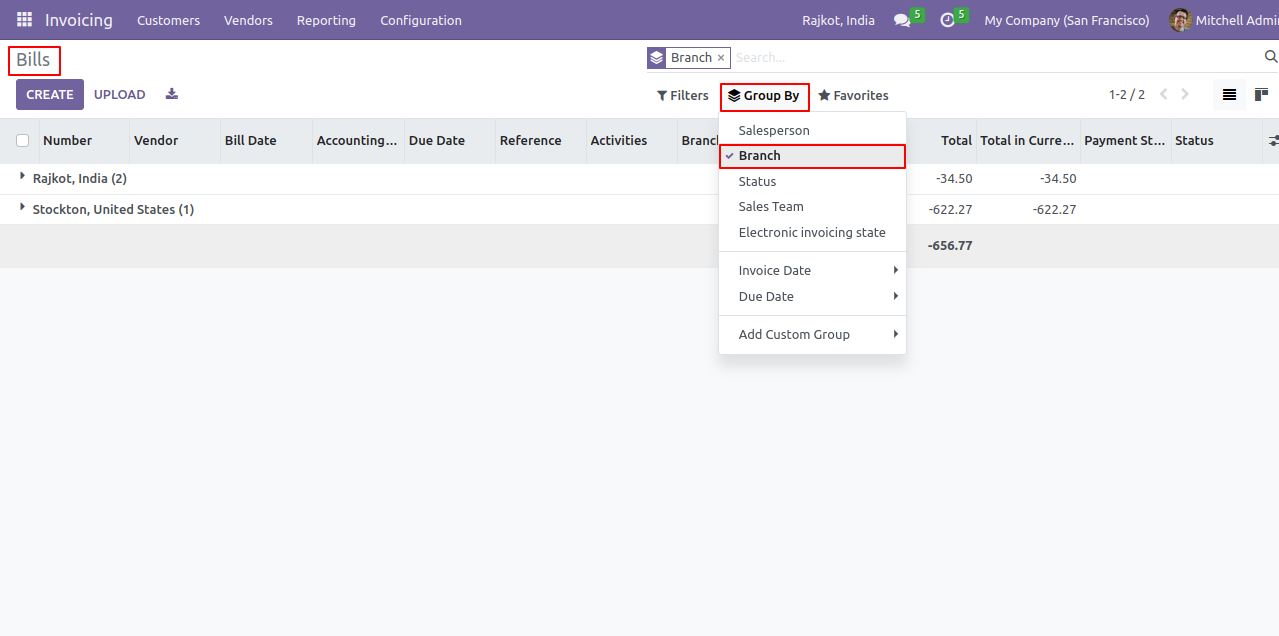 Invoicing Customers Vendors Reporting Configuration Rajkot, India 5 5 My Company (San Francisco) Mitchell Admi
Bills
Branch × Search...
CREATE UPLOAD
Filters Group By Favorites 1-2 / 2
Number Vendor Bill Date Accounting... Due Date Reference Activities Branc Total Total in Curre... Payment St... Status
Rajkot, India (2) -34.50 -34.50
Stockton, United States (1) -622.27 -622.27
-656.77
Salesperson
Branch
Status
Sales Team
Electronic invoicing state
Invoice Date
Due Date
Add Custom Group